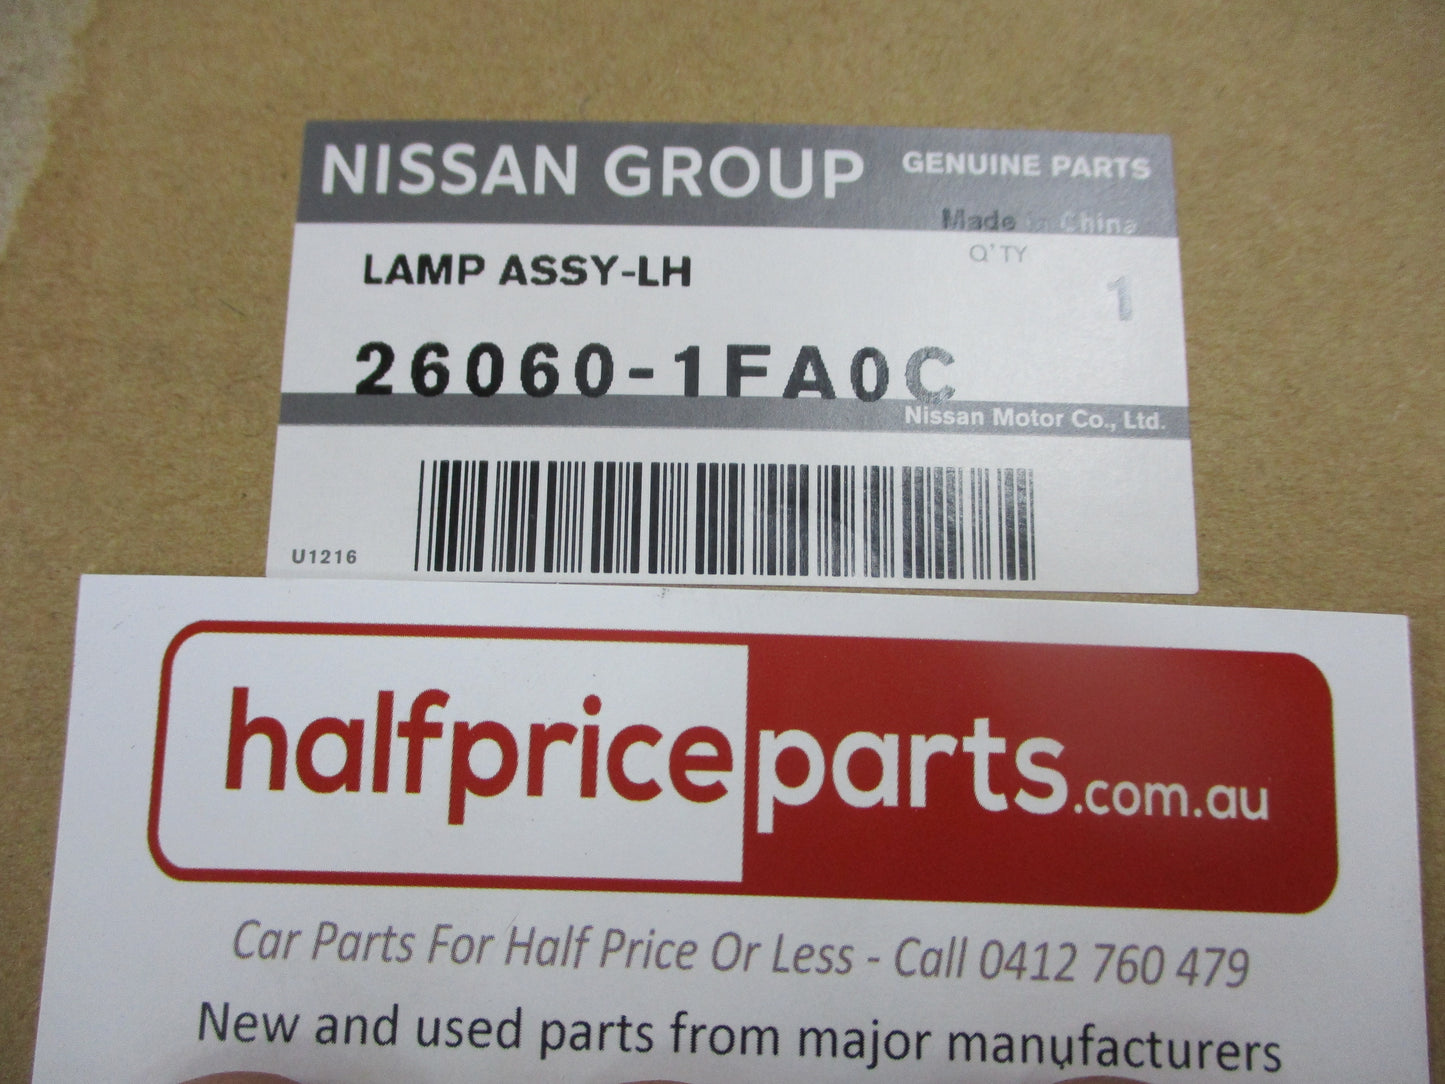 NISSAN GROUP GENUINE PARTS
Made in China
LAMP ASSY-LH Q'TY
1
26060-1FA0C
Nissan Motor Co., Ltd.
U1216
halfpriceparts.com.au
Car Parts For Half Price Or Less - Call 0412 760 479
New and used parts from major manufacturers